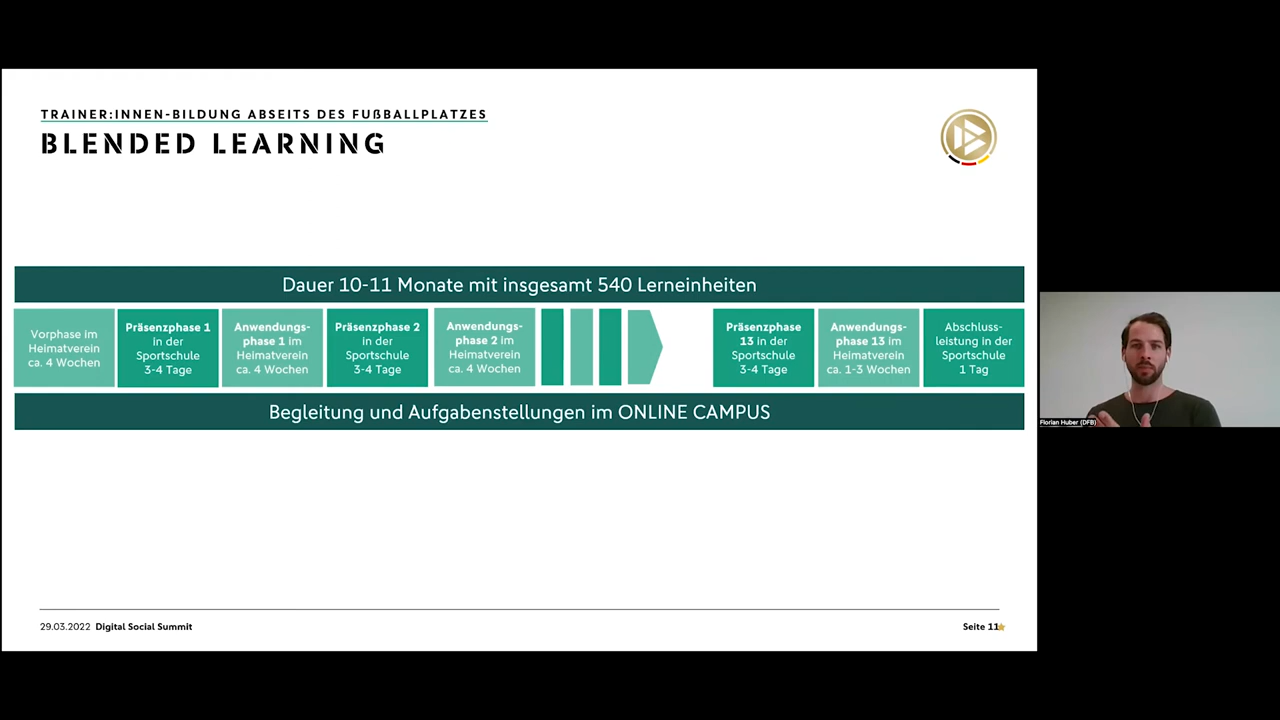 TRAINER:INNEN-BILDUNG ABSEITS DES FUßBALLPLATZES
BLENDED LEARNING
Dauer 10-11 Monate mit insgesamt 540 Lerneinheiten
Vorphase im
Heimatverein
ca. 4 Wochen
Präsenzphase 1
in der
Sportschule
3-4 Tage
Anwendungs-
phase 1 im
Heimatverein
ca. 4 Wochen
Präsenzphase 2
in der
Sportschule
3-4 Tage
Anwendungs-
phase 2 im
Heimatverein
ca. 4 Wochen
Präsenzphase
13 in der
Sportschule
3-4 Tage
Anwendungs-
phase 13 im
Heimatverein
ca. 1-3 Wochen
Abschluss-
leistung in der
Sportschule
1 Tag
Begleitung und Aufgabenstellungen im ONLINE CAMPUS
Florian Huber (DFB)
29.03.2022 Digital Social Summit
Seite 11